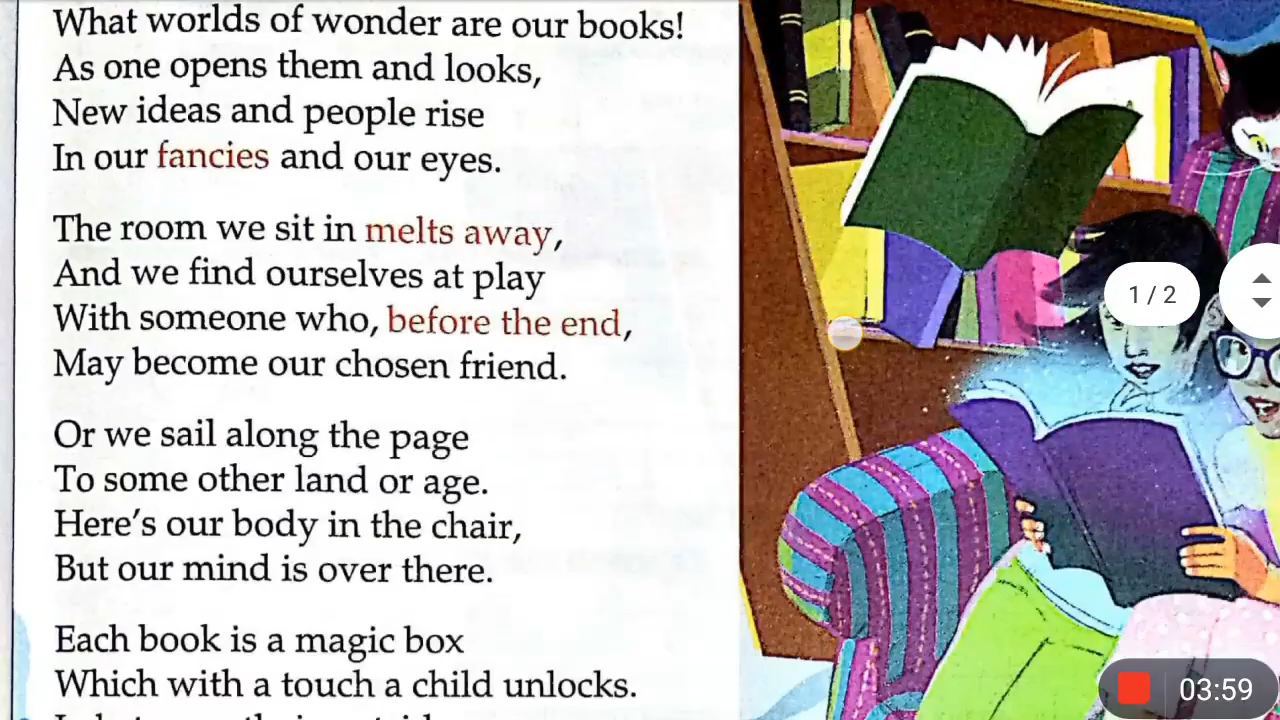 What worlds of wonder are our books!
As one opens them and looks,
New ideas and people rise
In our fancies and our eyes.
The room we sit in melts away,
And we find ourselves at play
With someone who, before the end,
May become our chosen friend.
Or we sail along the page
To some other land or age.
Here's our body in the chair,
But our mind is over there.
Each book is a magic box
Which with a touch a child unlocks.
1 / 2
03:59